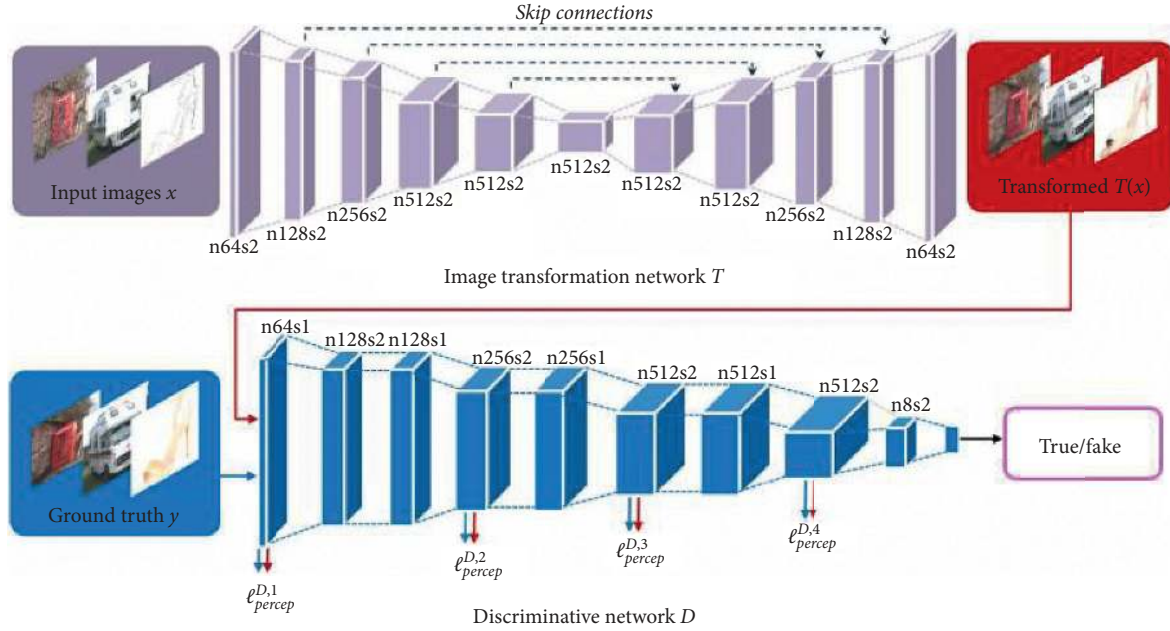 Skip connections
Input images x
n64s2
n128s2
n256s2
n512s2
n512s2
n512s2
n512s2
n512s2
n256s2
n128s2
n64s2
Transformed T(x)
Image transformation network T
n64s1
n128s2
n128s1
n256s2
n256s1
n512s2
n512s1
n512s2
n8s2
True/fake
Ground truth y
ℓ^{D,1}_{percep}
ℓ^{D,2}_{percep}
ℓ^{D,3}_{percep}
ℓ^{D,4}_{percep}
Discriminative network D